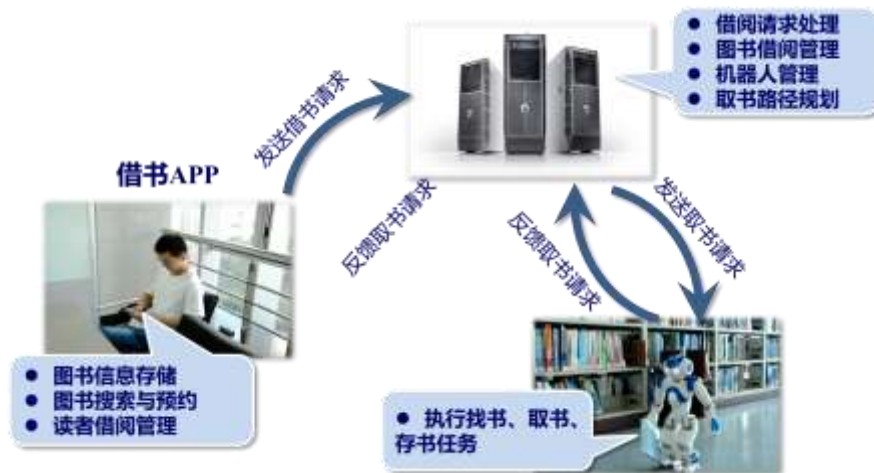 借阅请求处理
图书借阅管理
机器人管理
取书路径规划
发送借书请求
借书APP
反馈取书请求
反馈取书请求
发送取书请求
图书信息存储
图书搜索与预约
读者借阅管理
执行找书、取书、
存书任务